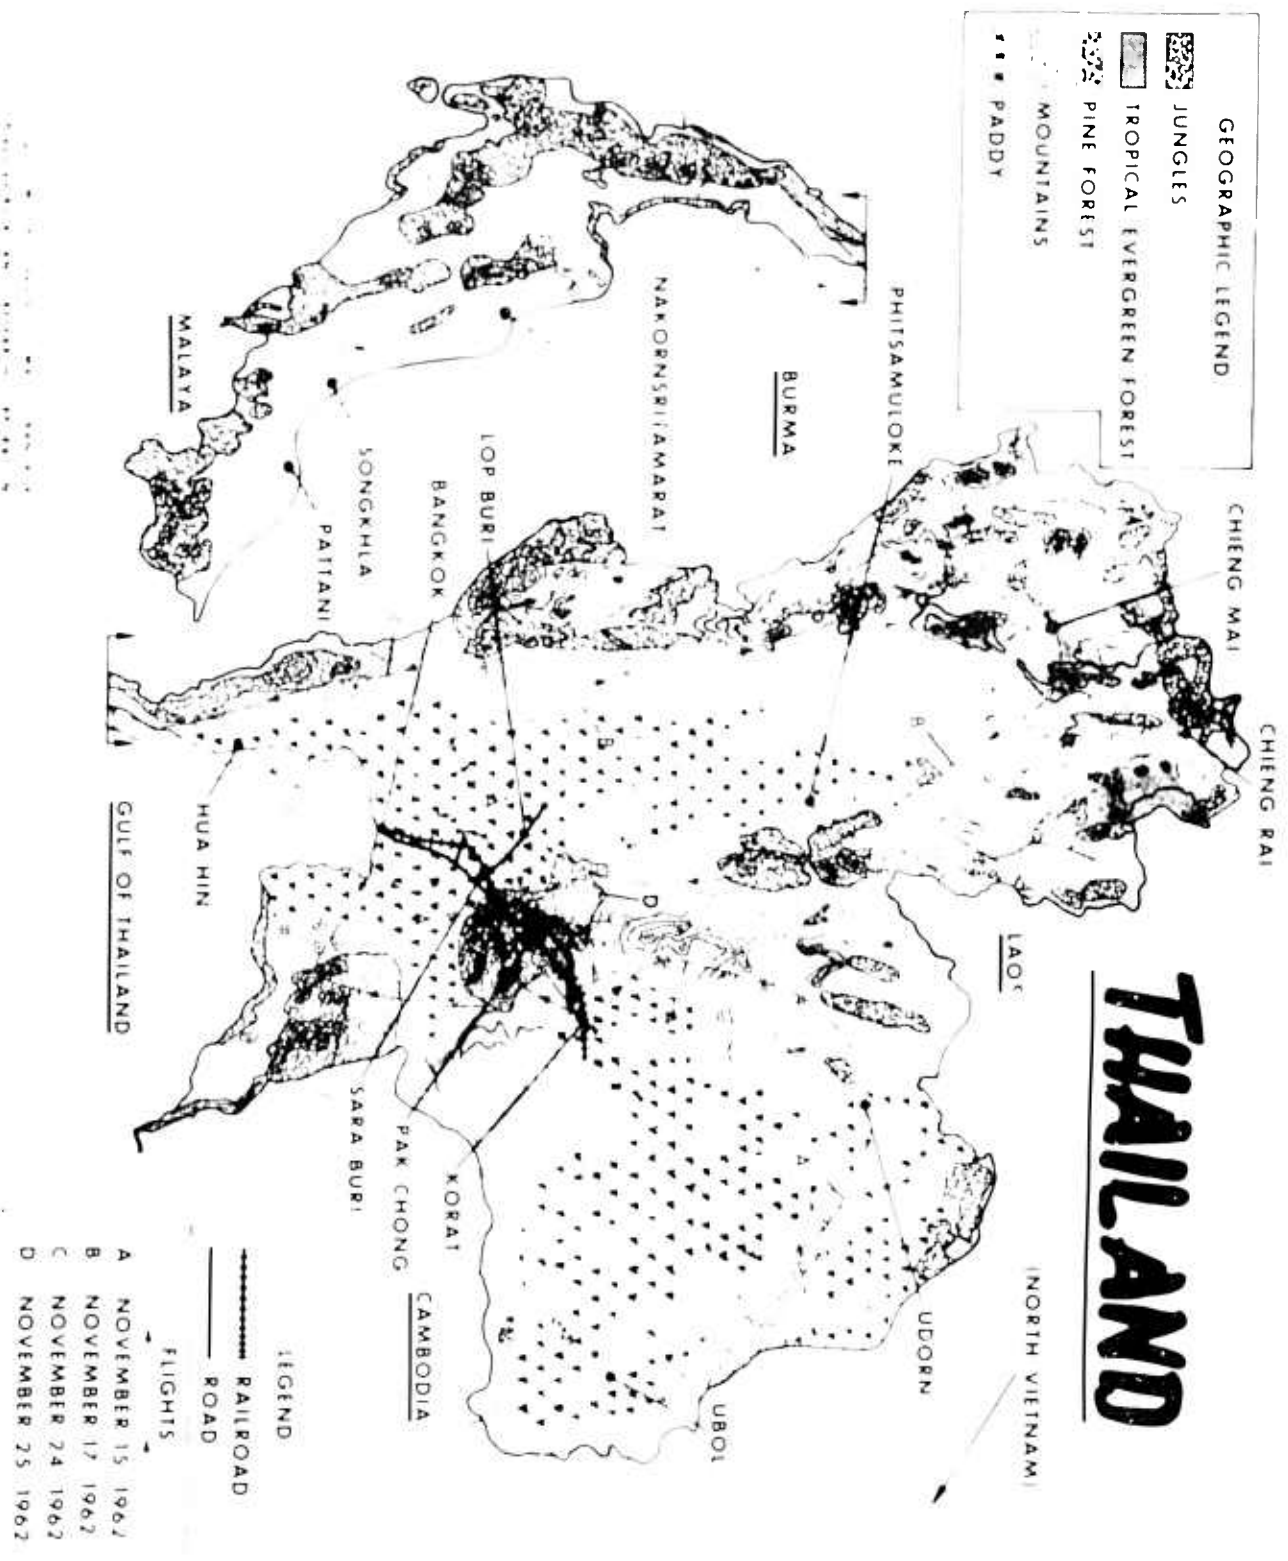 THAILAND
GEOGRAPHIC LEGEND
JUNGLES
TROPICAL EVERGREEN FOREST
PINE FOREST
MOUNTAINS
PADDY
CHIENG RAI
CHIENG MAI
LAOS
(NORTH VIETNAM)
PHITSAMULOKE
UDORN
BURMA
UBOL
NAKORNSRITAMARAT
B
B
D
A
A
LOP BURI
BANGKOK
KORAT
CAMBODIA
PAK CHONG
SARA BURI
SONGKHLA
PATTANI
MALAYA
HUA HIN
GULF OF THAILAND
LEGEND
RAILROAD
ROAD
FLIGHTS
A NOVEMBER 15 1962
B NOVEMBER 17 1962
C NOVEMBER 24 1962
D NOVEMBER 25 1962